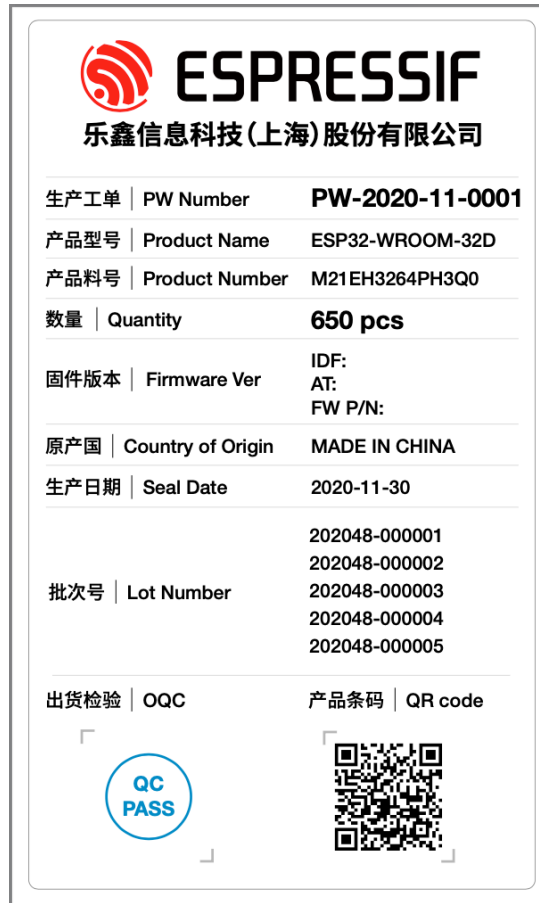 ESPRESSIF
乐鑫信息科技(上海)股份有限公司
生产工单 | PW Number PW-2020-11-0001
产品型号 | Product Name ESP32-WROOM-32D
产品料号 | Product Number M21EH3264PH3Q0
数量 | Quantity 650 pcs
固件版本 | Firmware Ver IDF:
AT:
FW P/N:
原产国 | Country of Origin MADE IN CHINA
生产日期 | Seal Date 2020-11-30
批次号 | Lot Number 202048-000001
202048-000002
202048-000003
202048-000004
202048-000005
出货检验 | OQC 产品条码 | QR code
QC
PASS